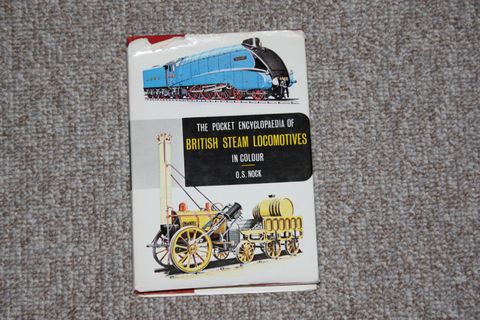 THE POCKET ENCYCLOPAEDIA OF
BRITISH STEAM LOCOMOTIVES
IN COLOUR
O.S. NOCK